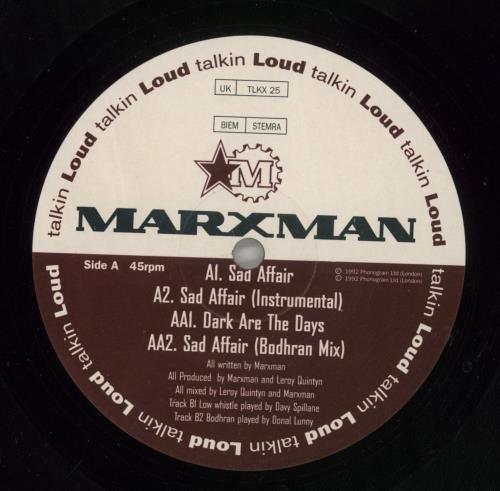 talkin Loud talkin Loud talkin Loud talkin Loud talkin Loud talkin Loud talkin Loud talkin Loud
UK TLKX 25
BIEM STEMRA
M
MARXMAN
Side A 45rpm
A1. Sad Affair
A2. Sad Affair (Instrumental)
AA1. Dark Are The Days
AA2. Sad Affair (Bodhran Mix)
Ⓟ 1992 Phonogram Ltd (London)
© 1992 Phonogram Ltd (London)
All written by Marxman
All Produced by Marxman and Leroy Quintyn
All mixed by Leroy Quintyn and Marxman
Track B1 Low whistle played by Davy Spillane
Track B2 Bodhran played by Donal Lunny